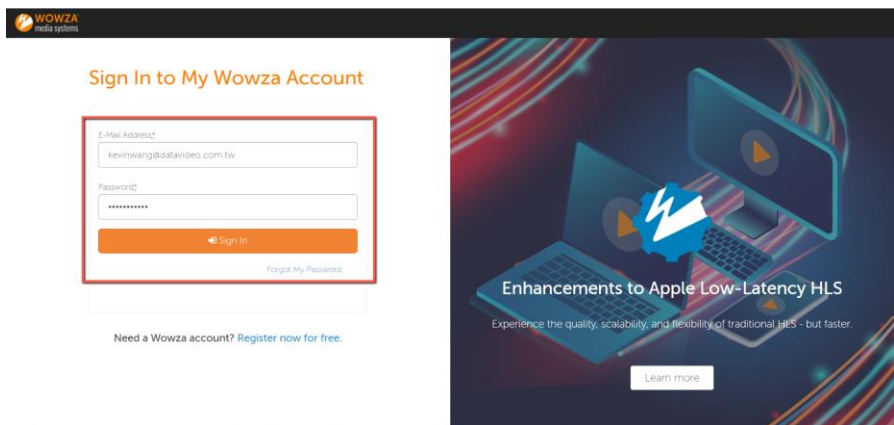 WOWZA
media systems
Sign In to My Wowza Account
E-Mail Address*
kevinwang@datavideo.com.tw
Password*
•••••••••••
Sign In
Forgot My Password
Need a Wowza account? Register now for free.
Enhancements to Apple Low-Latency HLS
Experience the quality, scalability, and flexibility of traditional HLS - but faster.
Learn more